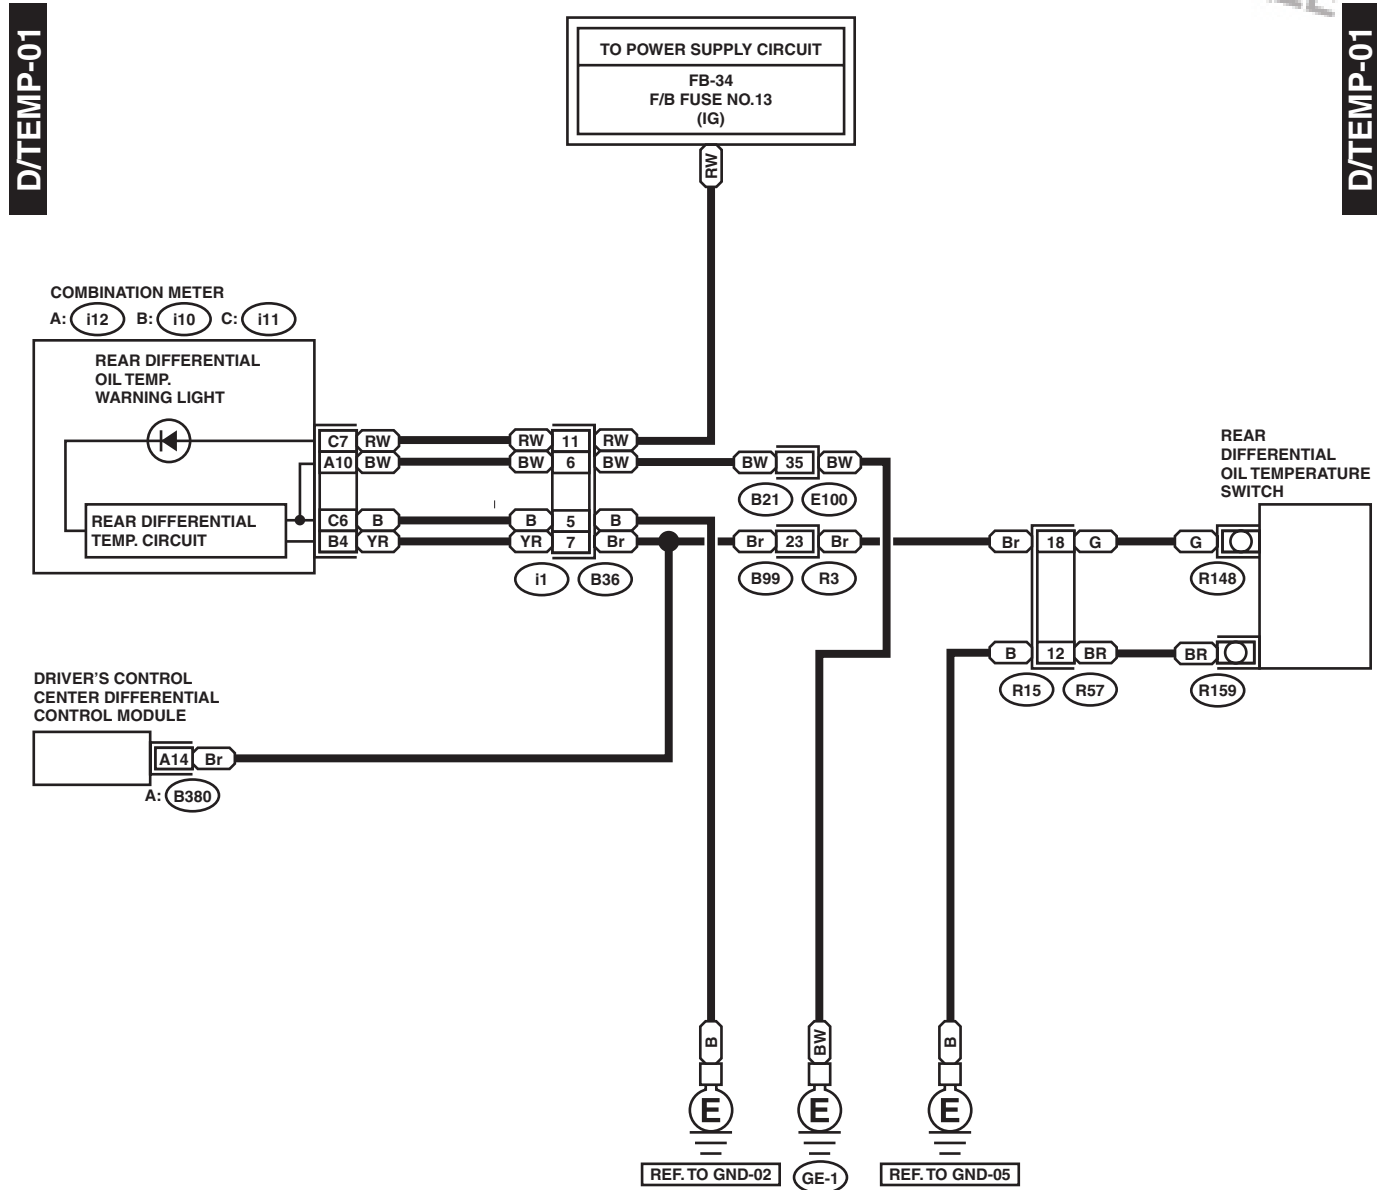 D/TEMP-01
D/TEMP-01
TO POWER SUPPLY CIRCUIT
FB-34
F/B FUSE NO.13
(IG)
RW
COMBINATION METER
A: i12 B: i10 C: i11
REAR DIFFERENTIAL
OIL TEMP.
WARNING LIGHT
C7 RW RW 11 RW
A10 BW BW 6 BW BW 35 BW
B21 E100
REAR DIFFERENTIAL
TEMP. CIRCUIT
C6 B B 5 B
B4 YR YR 7 Br Br 23 Br Br 18 G G
i1 B36 B99 R3 R148
REAR
DIFFERENTIAL
OIL TEMPERATURE
SWITCH
B 12 BR BR
R15 R57 R159
DRIVER'S CONTROL
CENTER DIFFERENTIAL
CONTROL MODULE
A14 Br
A: B380
B BW B
E E E
REF. TO GND-02 GE-1 REF. TO GND-05